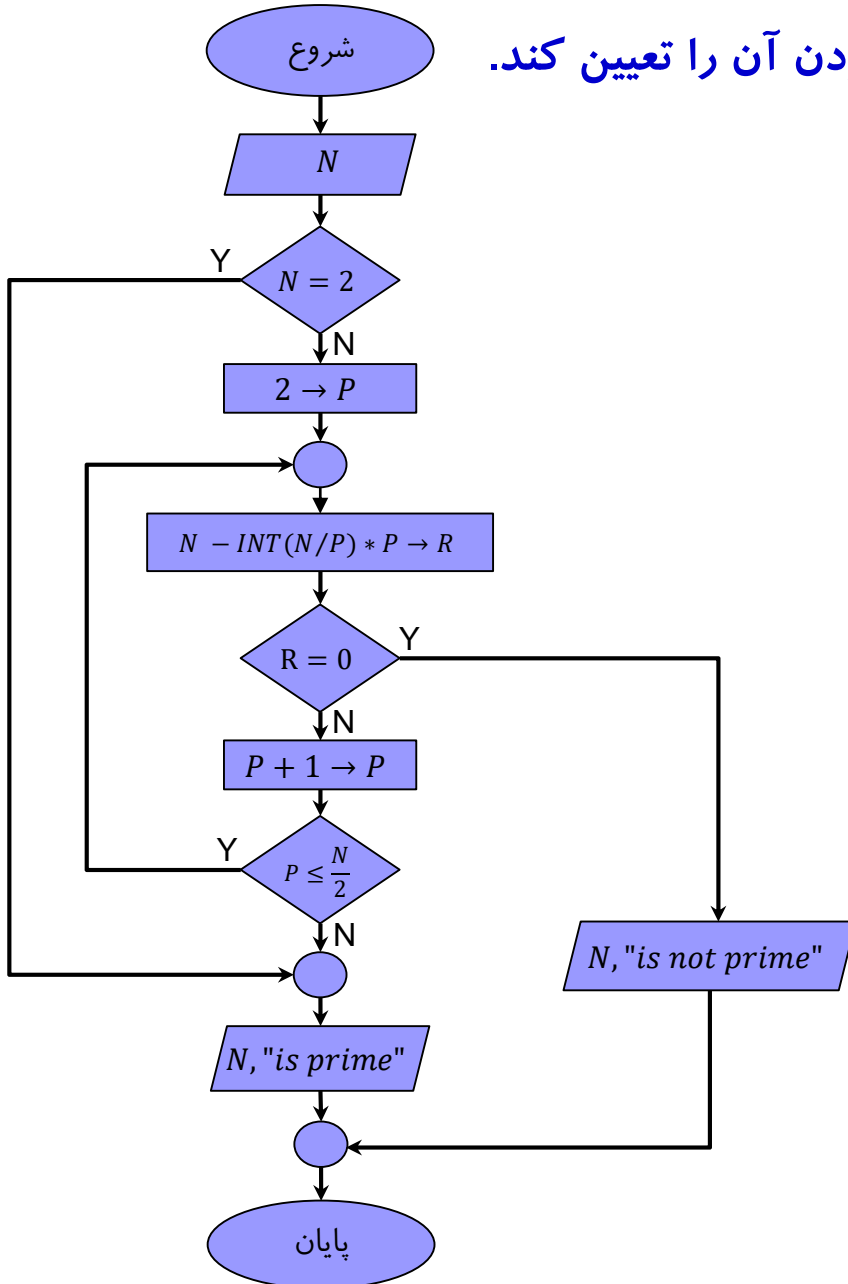 دن آن را تعیین کند.
شروع
N
N = 2
Y
N
2 → P
N − INT(N/P) * P → R
R = 0
Y
N
P + 1 → P
P ≤ N/2
Y
N
N, "is not prime"
N, "is prime"
پایان